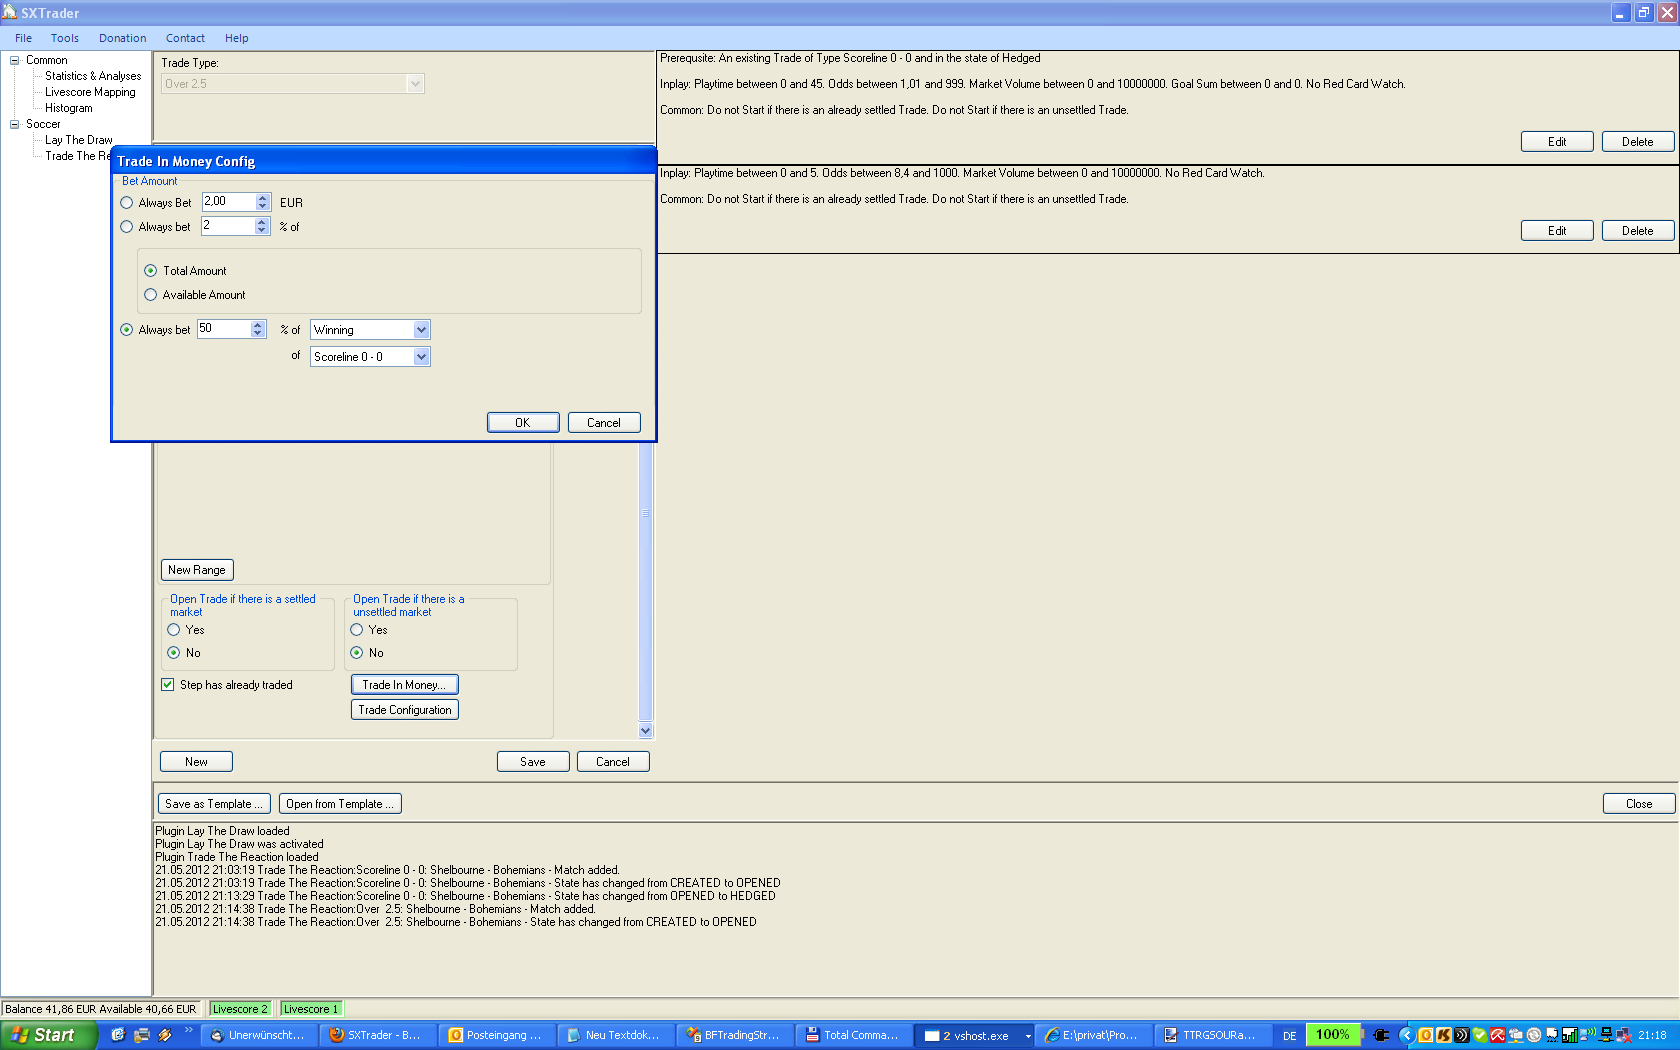 SXTrader
File Tools Donation Contact Help
Common
Statistics & Analyses
Livescore Mapping
Histogram
Soccer
Lay The Draw
Trade The Re
Trade Type:
Over 2.5
Prerequsite: An existing Trade of Type Scoreline 0 - 0 and in the state of Hedged
Inplay: Playtime between 0 and 45. Odds between 1,01 and 999. Market Volume between 0 and 10000000. Goal Sum between 0 and 0. No Red Card Watch.
Common: Do not Start if there is an already settled Trade. Do not Start if there is an unsettled Trade.
Edit Delete
Inplay: Playtime between 0 and 5. Odds between 8,4 and 1000. Market Volume between 0 and 10000000. No Red Card Watch.
Common: Do not Start if there is an already settled Trade. Do not Start if there is an unsettled Trade.
Edit Delete
Trade In Money Config
Bet Amount
Always Bet 2,00 EUR
Always bet 2 % of
Total Amount
Available Amount
Always bet 50 % of Winning
of Scoreline 0 - 0
OK Cancel
New Range
Open Trade if there is a settled market
Yes
No
Open Trade if there is a unsettled market
Yes
No
Step has already traded
Trade In Money...
Trade Configuration
New Save Cancel
Save as Template ... Open from Template ... Close
Plugin Lay The Draw loaded
Plugin Lay The Draw was activated
Plugin Trade The Reaction loaded
21.05.2012 21:03:19 Trade The Reaction:Scoreline 0 - 0: Shelbourne - Bohemians - Match added.
21.05.2012 21:03:19 Trade The Reaction:Scoreline 0 - 0: Shelbourne - Bohemians - State has changed from CREATED to OPENED
21.05.2012 21:13:29 Trade The Reaction:Scoreline 0 - 0: Shelbourne - Bohemians - State has changed from OPENED to HEDGED
21.05.2012 21:14:38 Trade The Reaction:Over 2.5: Shelbourne - Bohemians - Match added.
21.05.2012 21:14:38 Trade The Reaction:Over 2.5: Shelbourne - Bohemians - State has changed from CREATED to OPENED
Balance 41,86 EUR Available 40,66 EUR Livescore 2 Livescore 1
Start Unerwünscht... SXTrader - B... Posteingang ... Neu Textdok... BFTradingStr... Total Comma... 2 vshost.exe E:\privat\Pro... TTRGSOURa... DE 100% 21:18